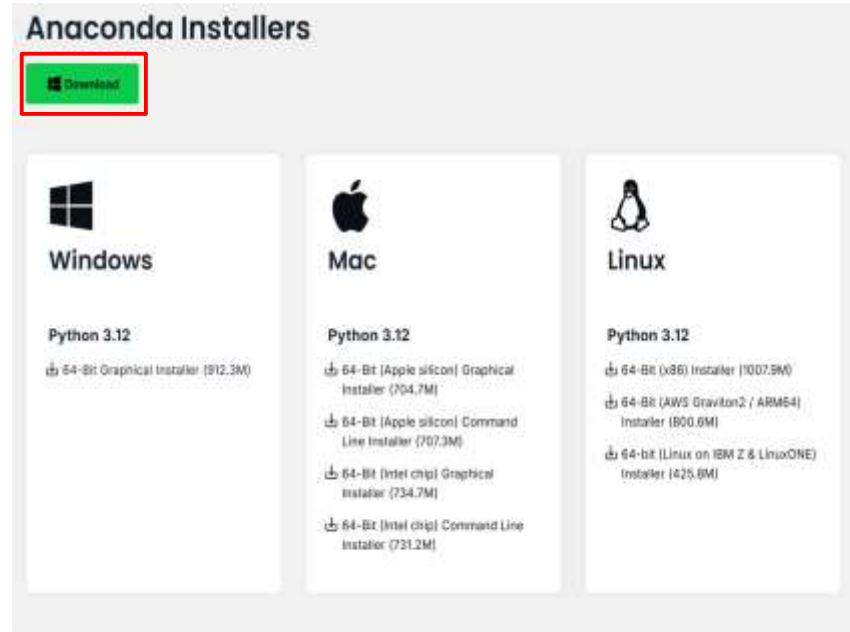 Anaconda Installers
Download
Windows
Python 3.12
64-Bit Graphical Installer (912.3M)
Mac
Python 3.12
64-Bit (Apple silicon) Graphical
Installer (704.7M)
64-Bit (Apple silicon) Command
Line Installer (707.3M)
64-Bit (Intel chip) Graphical
Installer (734.7M)
64-Bit (Intel chip) Command Line
Installer (731.2M)
Linux
Python 3.12
64-Bit (x86) Installer (1007.9M)
64-Bit (AWS Graviton2 / ARM64)
Installer (800.6M)
64-bit (Linux on IBM Z & LinuxONE)
Installer (425.8M)